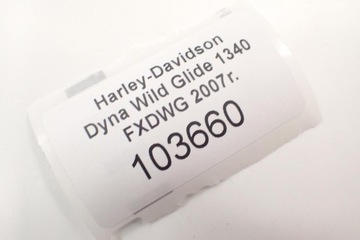 Harley-Davidson
Dyna Wild Glide 1340
FXDWG 2007r.
103660